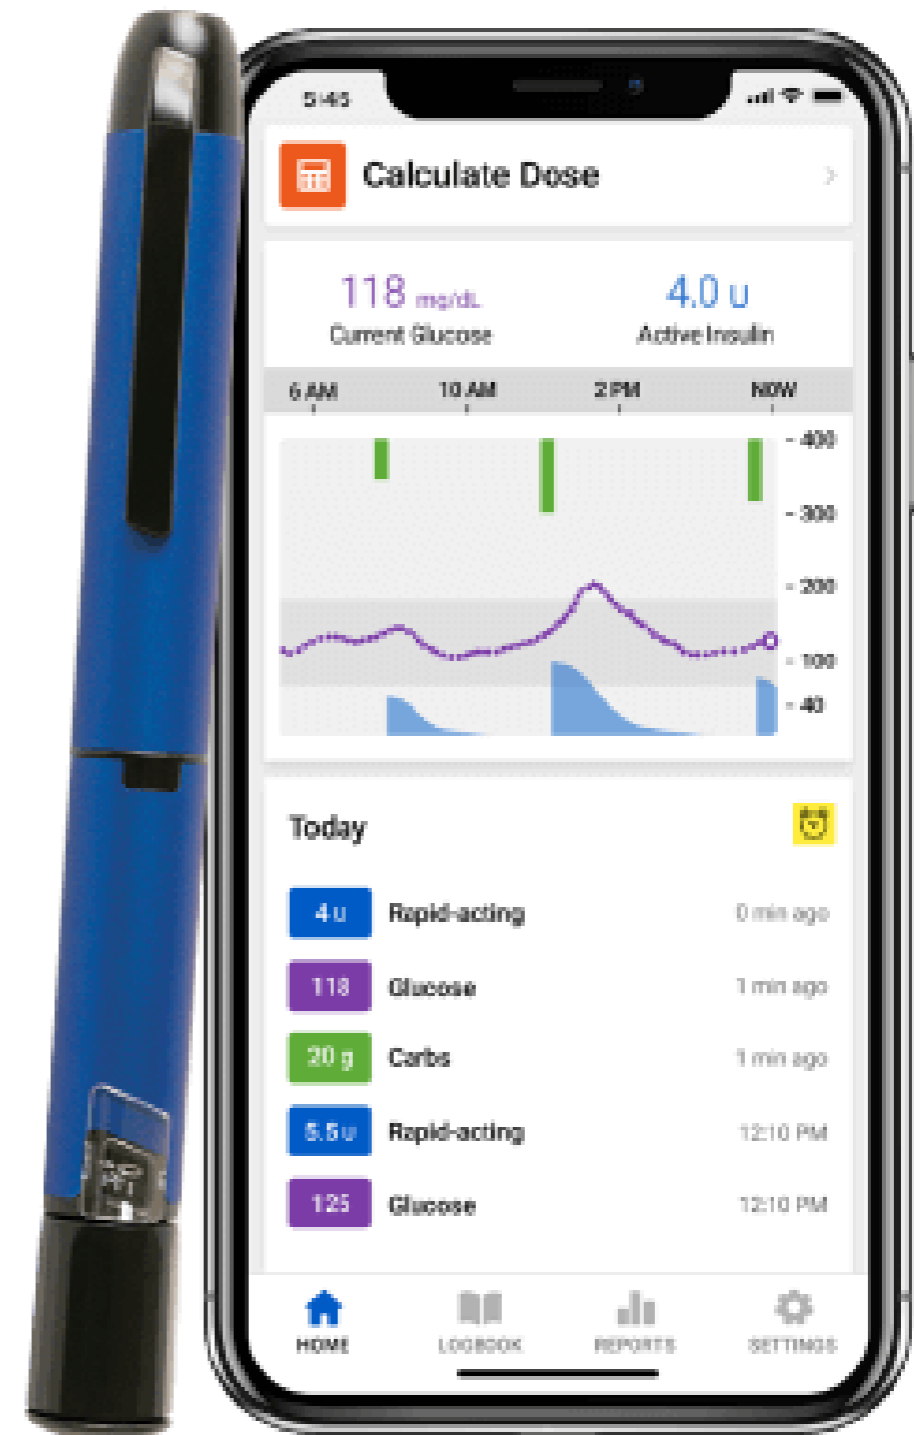 5:45
Calculate Dose
118 mg/dL
4.0 u
Current Glucose
Active Insulin
6 AM 10 AM 2 PM NOW
- 400
- 300
- 200
- 100
- 40
Today
4 u Rapid-acting 0 min ago
118 Glucose 1 min ago
20 g Carbs 1 min ago
5.5 u Rapid-acting 12:10 PM
125 Glucose 12:10 PM
HOME LOGBOOK REPORTS SETTINGS